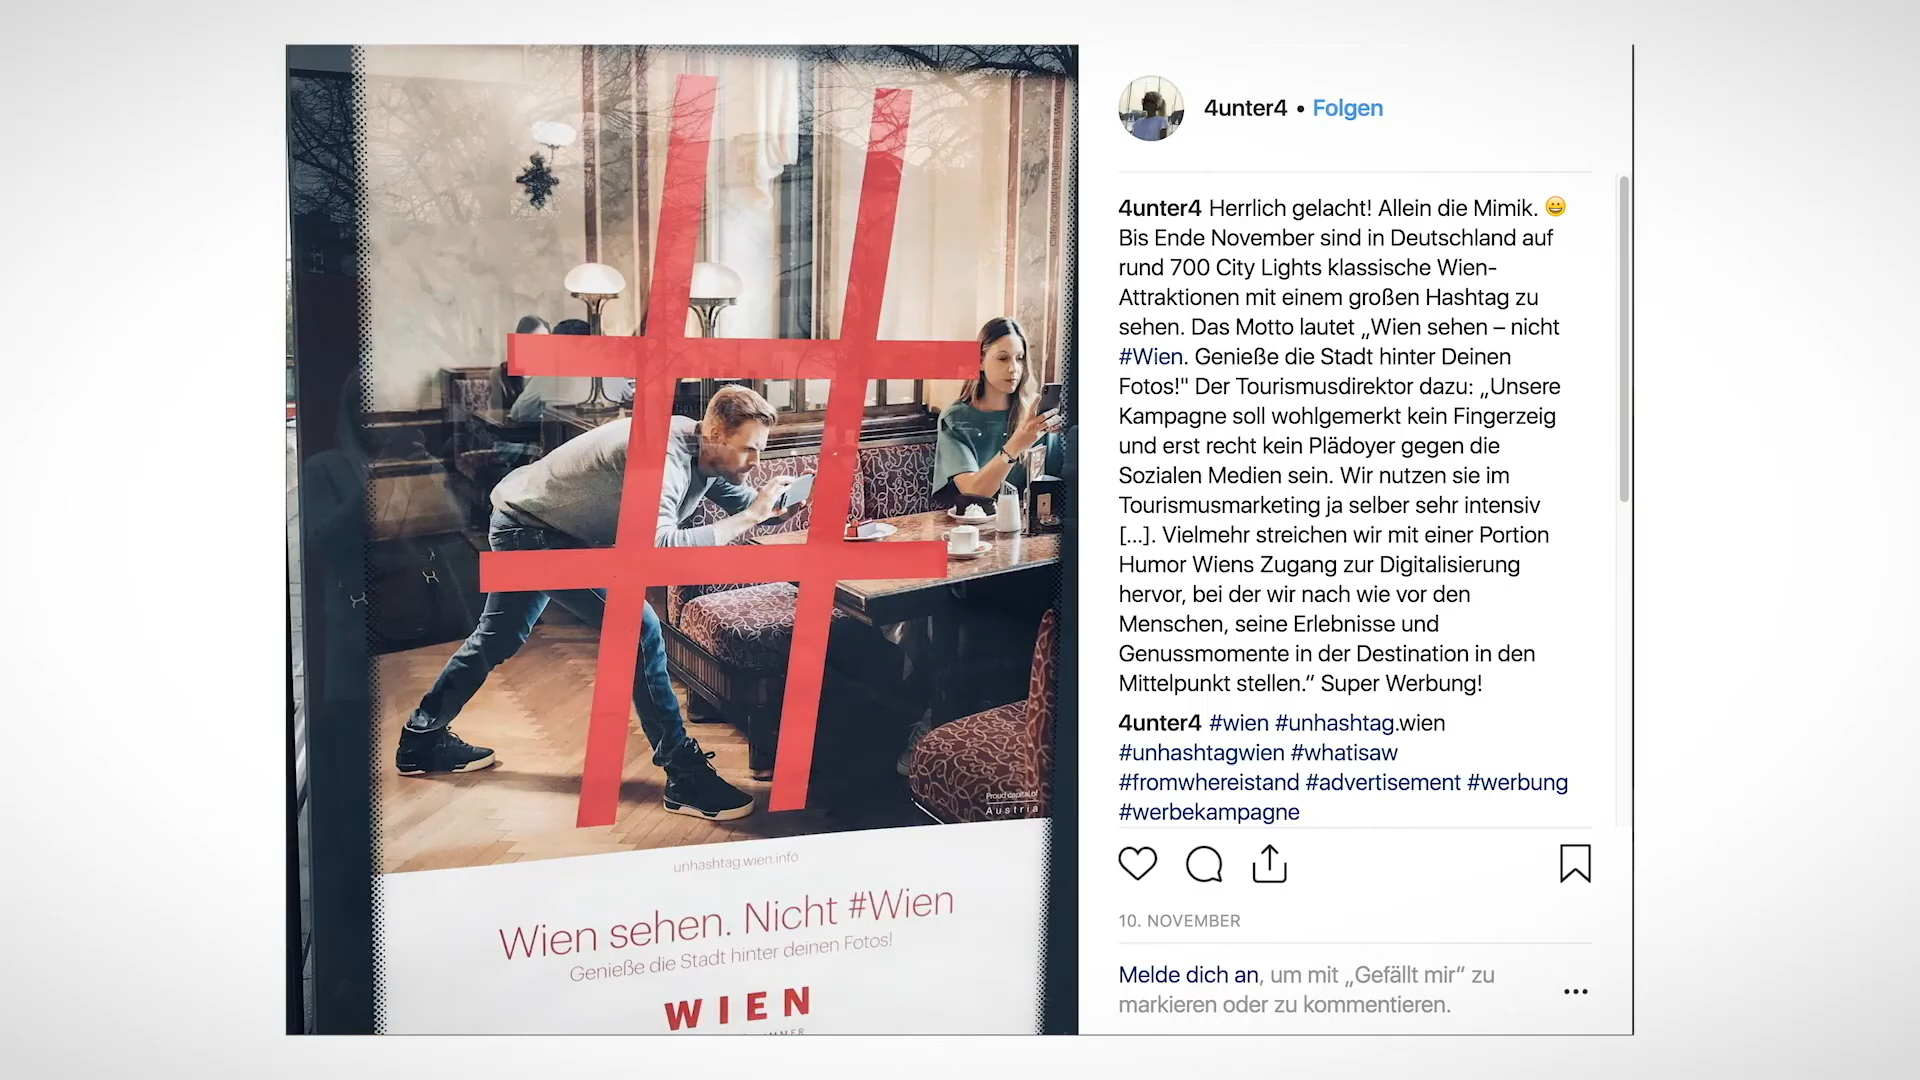 Proud capital of
Austria
unhashtag.wien.info
Wien sehen. Nicht #Wien
Genieße die Stadt hinter deinen Fotos!
WIEN
4unter4 • Folgen
4unter4 Herrlich gelacht! Allein die Mimik. 😀
Bis Ende November sind in Deutschland auf
rund 700 City Lights klassische Wien-
Attraktionen mit einem großen Hashtag zu
sehen. Das Motto lautet „Wien sehen – nicht
#Wien. Genieße die Stadt hinter Deinen
Fotos!" Der Tourismusdirektor dazu: „Unsere
Kampagne soll wohlgemerkt kein Fingerzeig
und erst recht kein Plädoyer gegen die
Sozialen Medien sein. Wir nutzen sie im
Tourismusmarketing ja selber sehr intensiv
[...]. Vielmehr streichen wir mit einer Portion
Humor Wiens Zugang zur Digitalisierung
hervor, bei der wir nach wie vor den
Menschen, seine Erlebnisse und
Genussmomente in der Destination in den
Mittelpunkt stellen.“ Super Werbung!
4unter4 #wien #unhashtag.wien
#unhashtagwien #whatisaw
#fromwhereistand #advertisement #werbung
#werbekampagne
10. NOVEMBER
Melde dich an, um mit „Gefällt mir“ zu
markieren oder zu kommentieren.